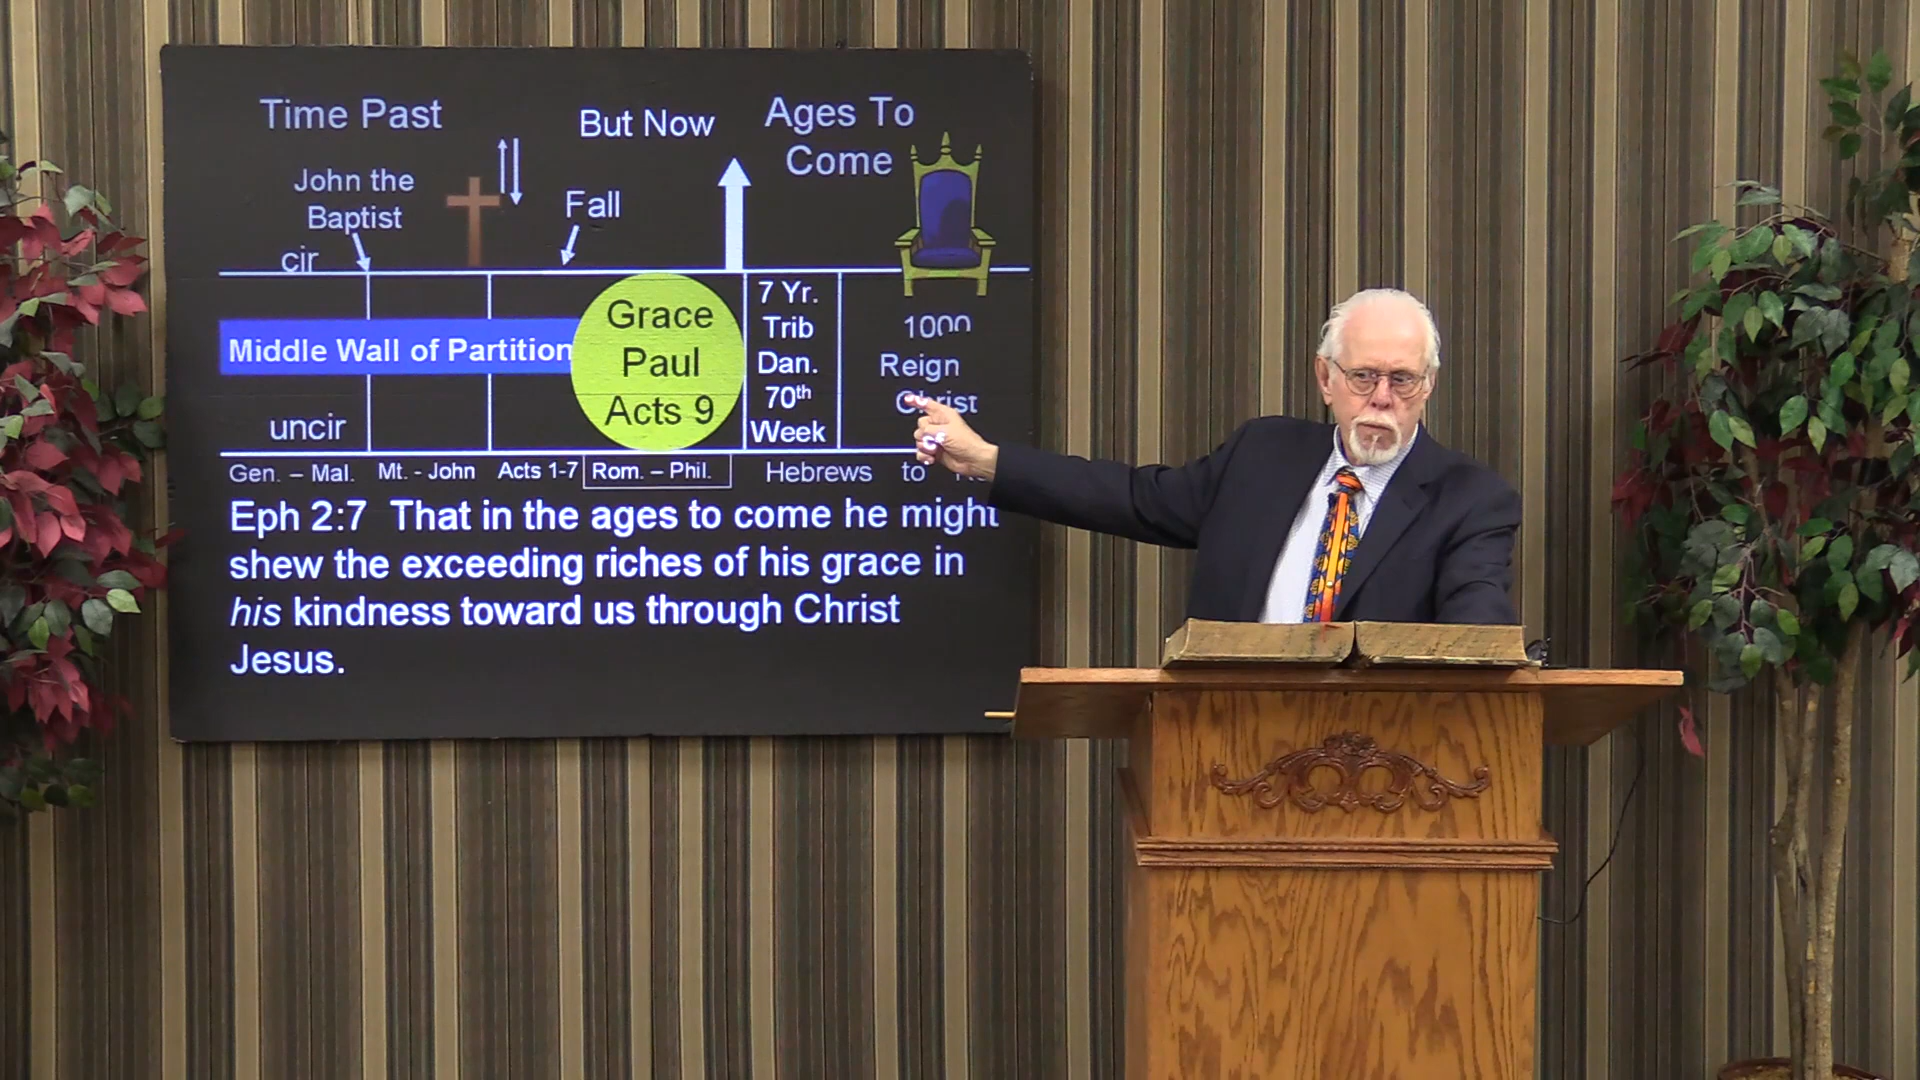 Time Past
But Now
Ages To
Come
John the
Baptist
Fall
cir
Middle Wall of Partition
Grace
Paul
Acts 9
7 Yr.
Trib
Dan.
70th
Week
Reign
Christ
uncir
Gen. – Mal.
Mt. - John
Acts 1-7
Rom. – Phil.
Hebrews to
Eph 2:7 That in the ages to come he might
shew the exceeding riches of his grace in
his kindness toward us through Christ
Jesus.